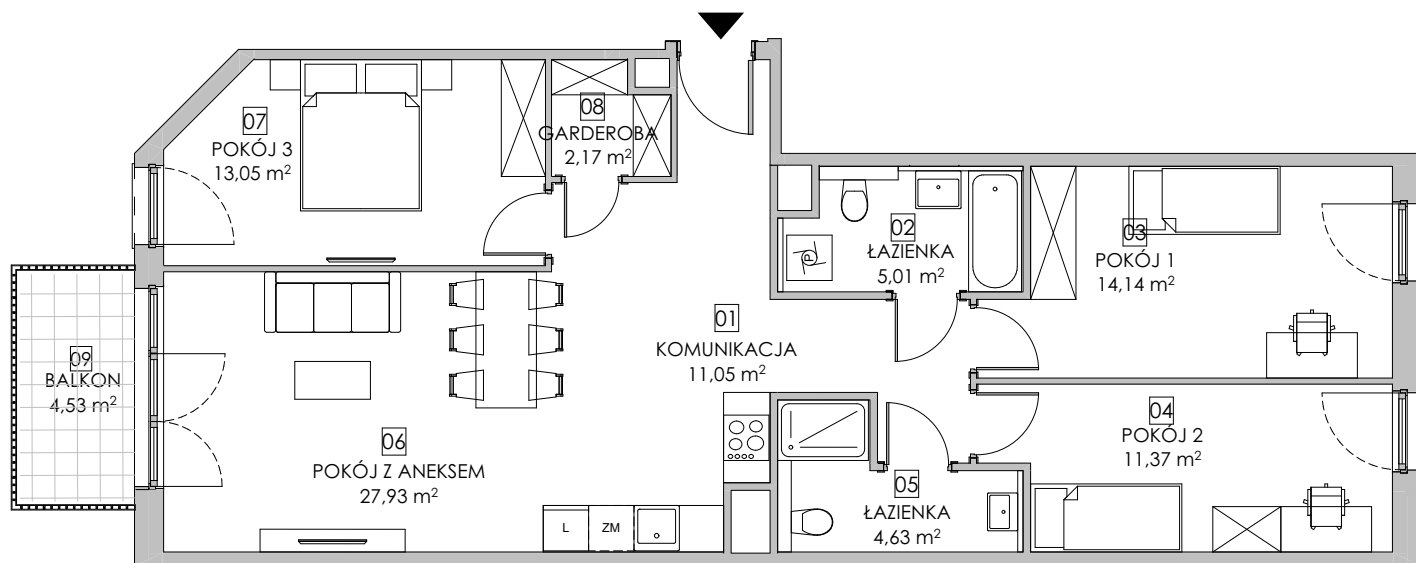 07
POKÓJ 3
13,05 m²
08
GARDEROBA
2,17 m²
02
ŁAZIENKA
5,01 m²
P
03
POKÓJ 1
14,14 m²
01
KOMUNIKACJA
11,05 m²
09
BALKON
4,53 m²
06
POKÓJ Z ANEKSEM
27,93 m²
04
POKÓJ 2
11,37 m²
05
ŁAZIENKA
4,63 m²
L
ZM